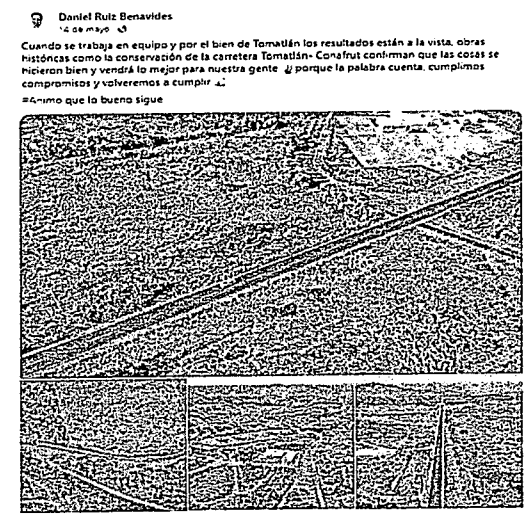 Daniel Ruiz Benavides
14 de mayo
Cuando se trabaja en equipo y por el bien de Tomatlán los resultados están a la vista, obras
históricas como la conservación de la carretera Tomatlán- Conafrut confirman que las cosas se
hicieron bien y vendrá lo mejor para nuestra gente porque la palabra cuenta, cumplimos
compromisos y volveremos a cumplir
#Animo que lo bueno sigue